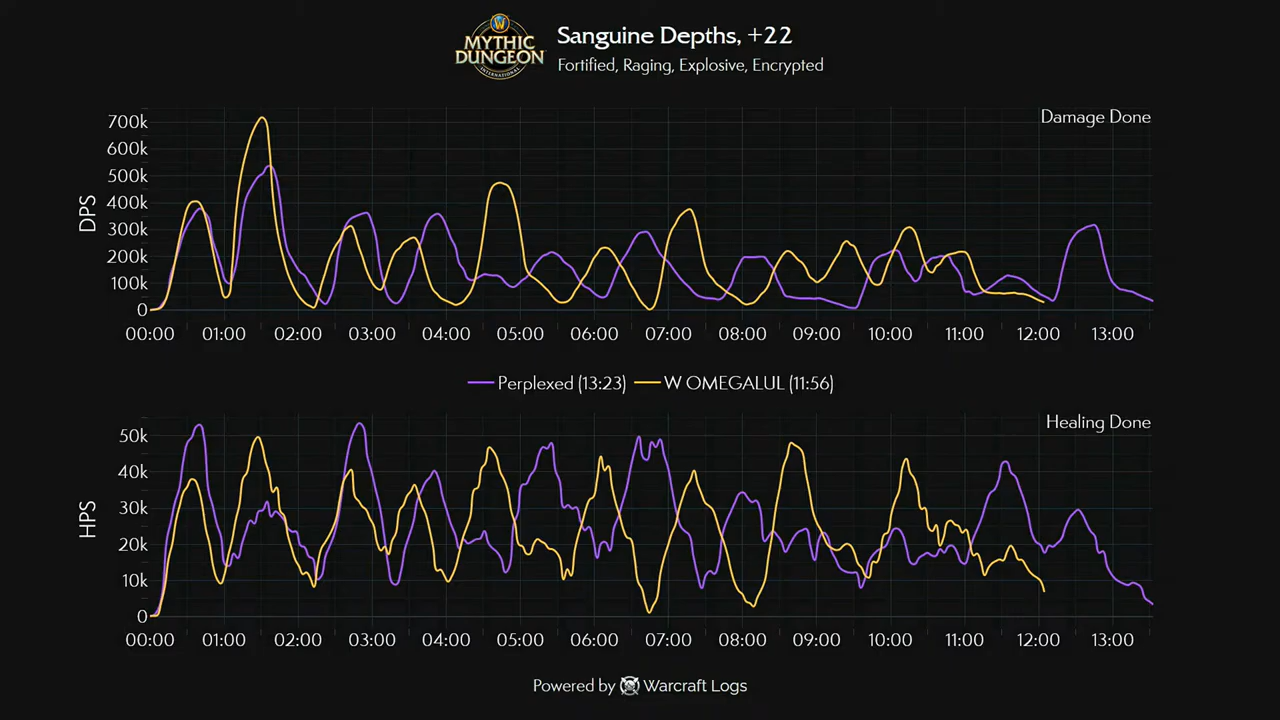 MYTHIC
DUNGEON
INTERNATIONAL
Sanguine Depths, +22
Fortified, Raging, Explosive, Encrypted
Damage Done
DPS
700k
600k
500k
400k
300k
200k
100k
0
00:00 01:00 02:00 03:00 04:00 05:00 06:00 07:00 08:00 09:00 10:00 11:00 12:00 13:00
Perplexed (13:23) W OMEGALUL (11:56)
Healing Done
HPS
50k
40k
30k
20k
10k
0
00:00 01:00 02:00 03:00 04:00 05:00 06:00 07:00 08:00 09:00 10:00 11:00 12:00 13:00
Powered by Warcraft Logs